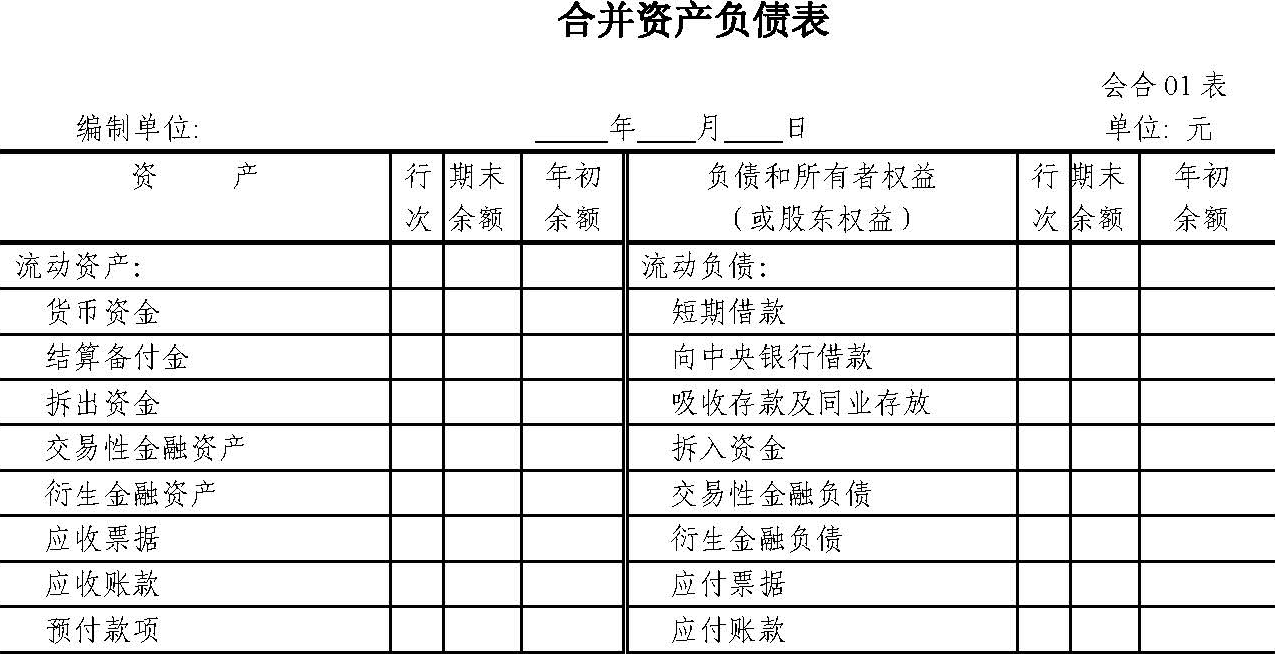 合并资产负债表
会合 01 表
编制单位: ____年____月____日 单位: 元
资 产 行次 期末余额 年初余额 负债和所有者权益（或股东权益） 行次 期末余额 年初余额
流动资产: 流动负债:
货币资金 短期借款
结算备付金 向中央银行借款
拆出资金 吸收存款及同业存放
交易性金融资产 拆入资金
衍生金融资产 交易性金融负债
应收票据 衍生金融负债
应收账款 应付票据
预付款项 应付账款